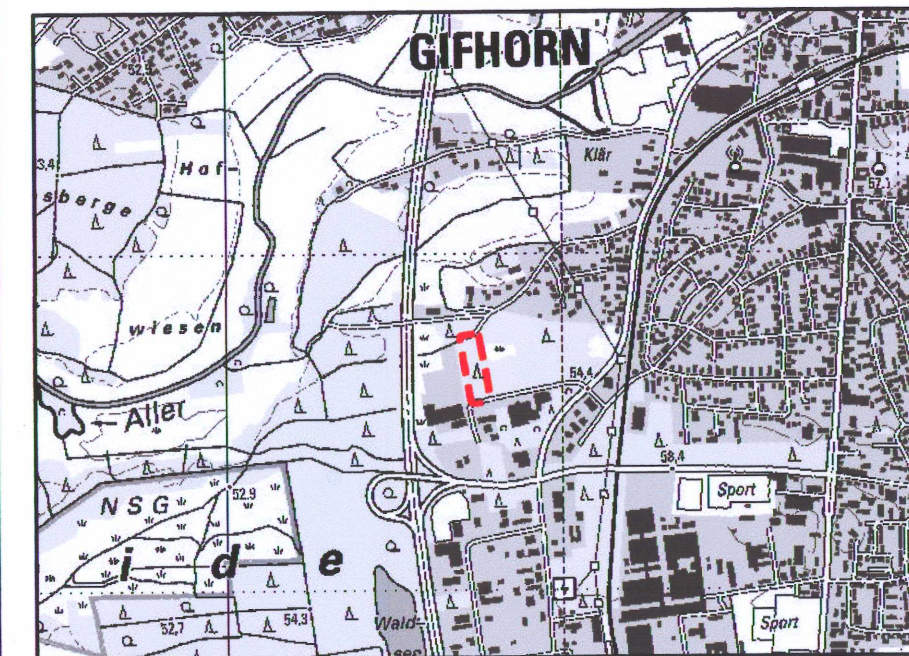 GIFHORN
52,2
3,4
Hof-
sberge
Klär
57,1
wiesen
54,4
← Aller
58,4
Sport
NSG
52,9
i d e
52,7
54,3
Wald-
see
Sport